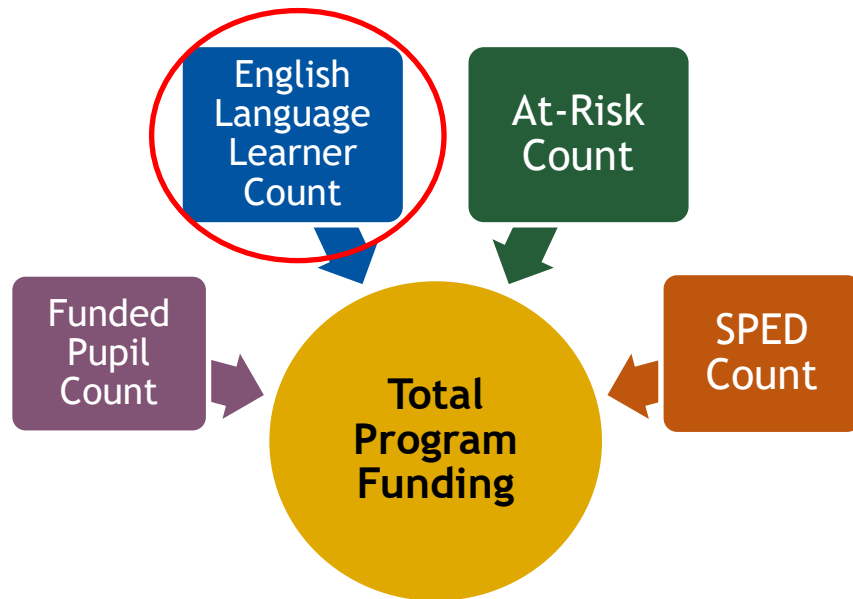 English
Language
Learner
Count
At-Risk
Count
Funded
Pupil
Count
SPED
Count
Total
Program
Funding